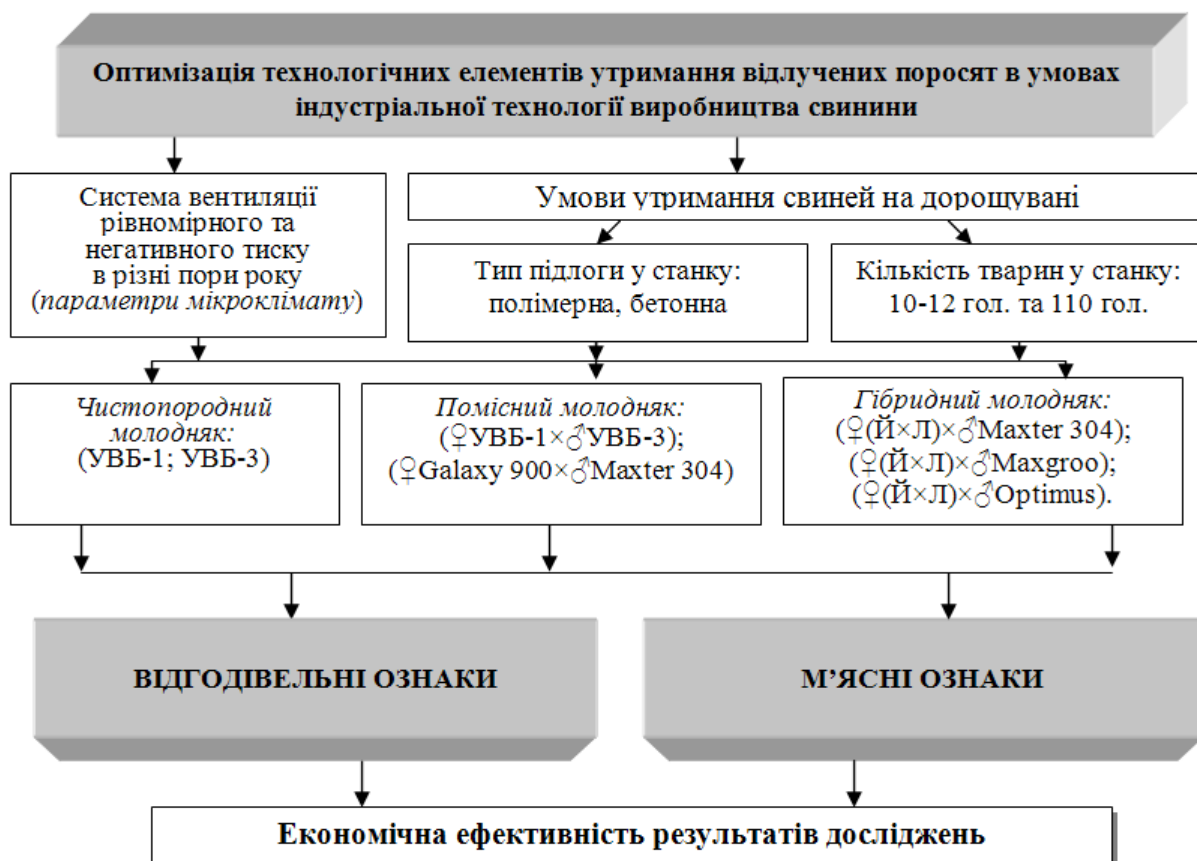 Оптимізація технологічних елементів утримання відлучених поросят в умовах
індустріальної технології виробництва свинини
Система вентиляції
рівномірного та
негативного тиску
в різні пори року
(параметри мікроклімату)
Умови утримання свиней на дорощувані
Тип підлоги у станку:
полімерна, бетонна
Кількість тварин у станку:
10-12 гол. та 110 гол.
Чистопородний
молодняк:
(УВБ-1; УВБ-3)
Помісний молодняк:
(♀УВБ-1×♂УВБ-3);
(♀Galaxy 900×♂Maxter 304)
Гібридний молодняк:
(♀(Й×Л)×♂Maxter 304);
(♀(Й×Л)×♂Maxgroo);
(♀(Й×Л)×♂Optimus).
ВІДГОДІВЕЛЬНІ ОЗНАКИ
М’ЯСНІ ОЗНАКИ
Економічна ефективність результатів досліджень